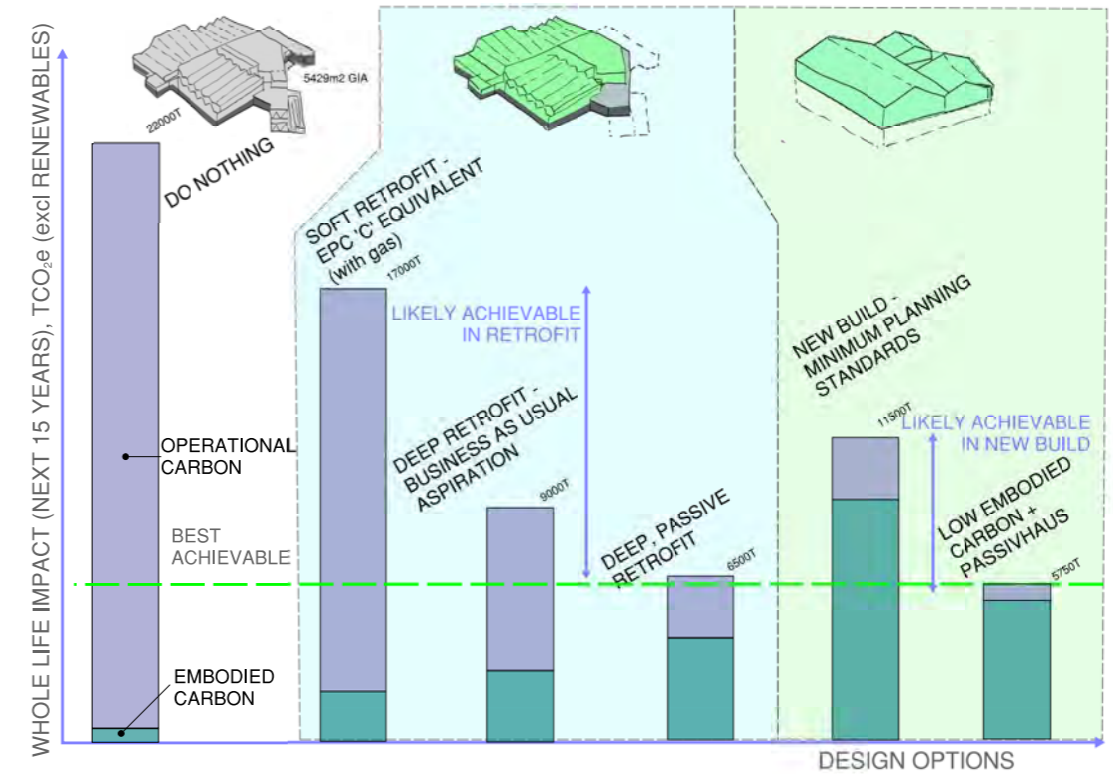 WHOLE LIFE IMPACT (NEXT 15 YEARS), TCO₂e (excl RENEWABLES)
5429m2 GIA
22000T
DO NOTHING
SOFT RETROFIT -
EPC 'C' EQUIVALENT
(with gas)
17000T
LIKELY ACHIEVABLE
IN RETROFIT
DEEP RETROFIT -
BUSINESS AS USUAL
ASPIRATION
9000T
DEEP, PASSIVE
RETROFIT
6500T
NEW BUILD -
MINIMUM PLANNING
STANDARDS
11500T
LIKELY ACHIEVABLE
IN NEW BUILD
LOW EMBODIED
CARBON +
PASSIVHAUS
5750T
OPERATIONAL
CARBON
BEST
ACHIEVABLE
EMBODIED
CARBON
DESIGN OPTIONS